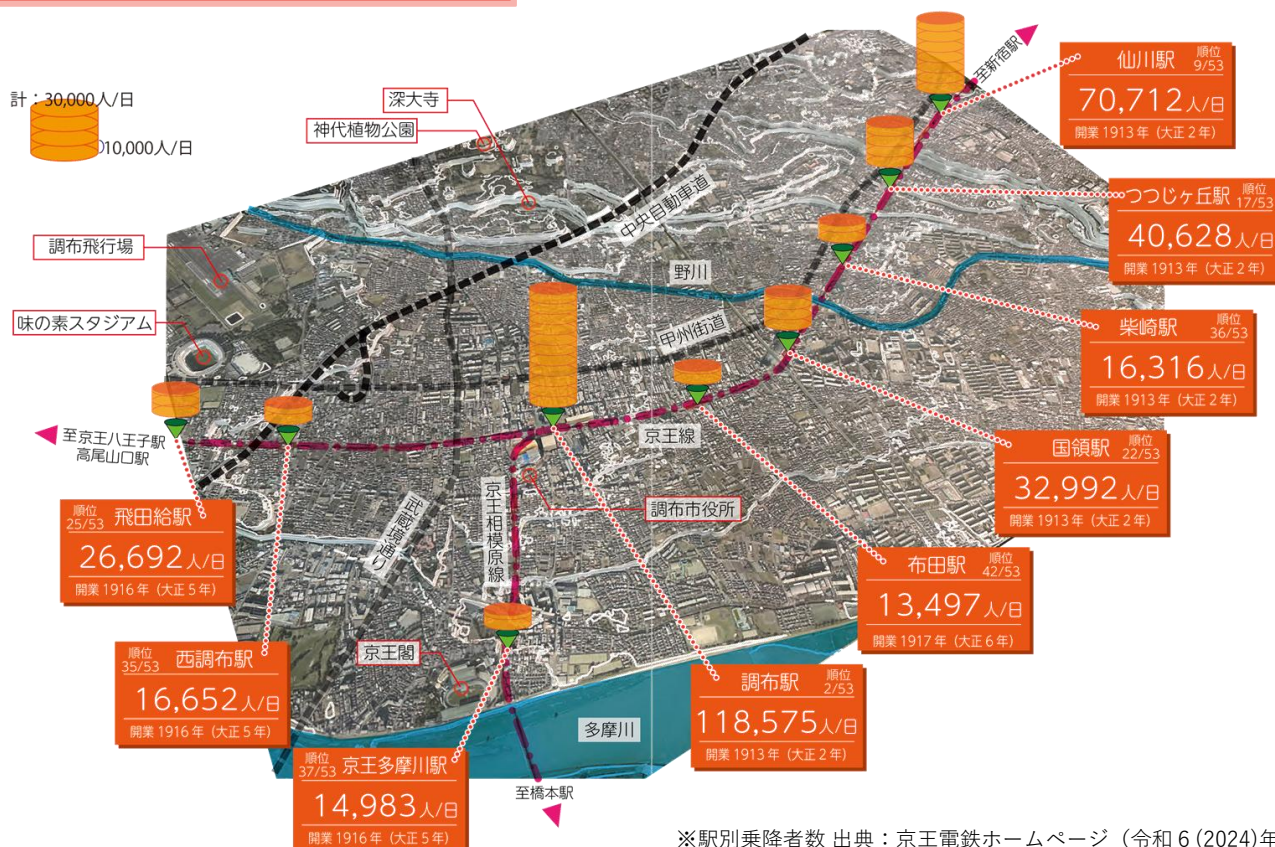 計：30,000人/日
10,000人/日
深大寺
神代植物公園
調布飛行場
味の素スタジアム
中央自動車道
野川
甲州街道
京王線
京王相模原線
武蔵境通り
調布市役所
京王閣
多摩川
至新宿駅
至京王八王子駅
高尾山口駅
至橋本駅
仙川駅 順位 9/53
70,712人/日
開業 1913年（大正2年）
つつじヶ丘駅 順位 17/53
40,628人/日
開業 1913年（大正2年）
柴崎駅 順位 36/53
16,316人/日
開業 1913年（大正2年）
国領駅 順位 22/53
32,992人/日
開業 1913年（大正2年）
布田駅 順位 42/53
13,497人/日
開業 1917年（大正6年）
調布駅 順位 2/53
118,575人/日
開業 1913年（大正2年）
順位 25/53 飛田給駅
26,692人/日
開業 1916年（大正5年）
順位 35/53 西調布駅
16,652人/日
開業 1916年（大正5年）
順位 37/53 京王多摩川駅
14,983人/日
開業 1916年（大正5年）
※駅別乗降者数 出典：京王電鉄ホームページ（令和6(2024)年